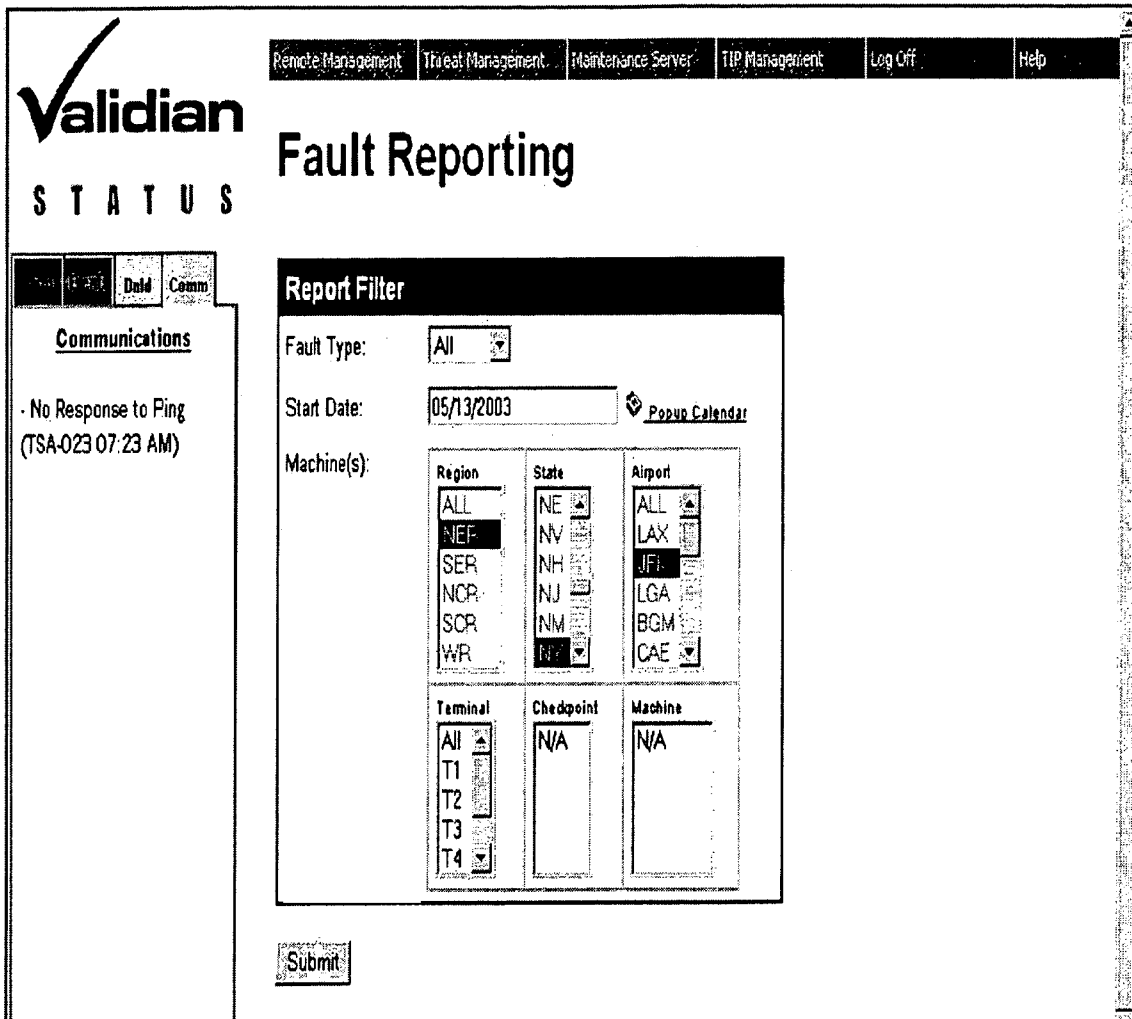 Validian
STATUS
Remote Management Threat Management Maintenance Server TIP Management Log Off Help
Fault Reporting
Dnld Comm
Communications
- No Response to Ping
(TSA-023 07:23 AM)
Report Filter
Fault Type: All
Start Date: 05/13/2003 Popup Calendar
Machine(s):
Region State Airport
ALL NE ALL
NER NV LAX
SER NH JFK
NCR NJ LGA
SCR NM BGM
WR NY CAE
Terminal Checkpoint Machine
All N/A N/A
T1
T2
T3
T4
Submit